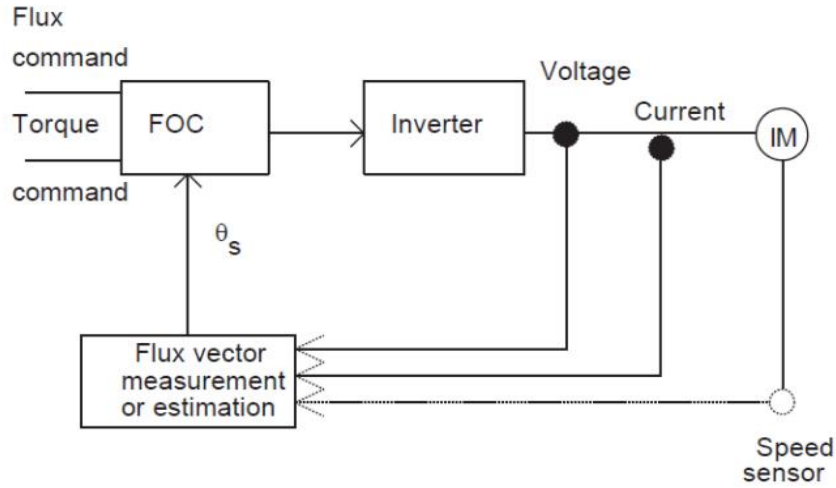 Flux
command
Torque
command
FOC
Inverter
Voltage
Current
IM
θs
Flux vector
measurement
or estimation
Speed
sensor